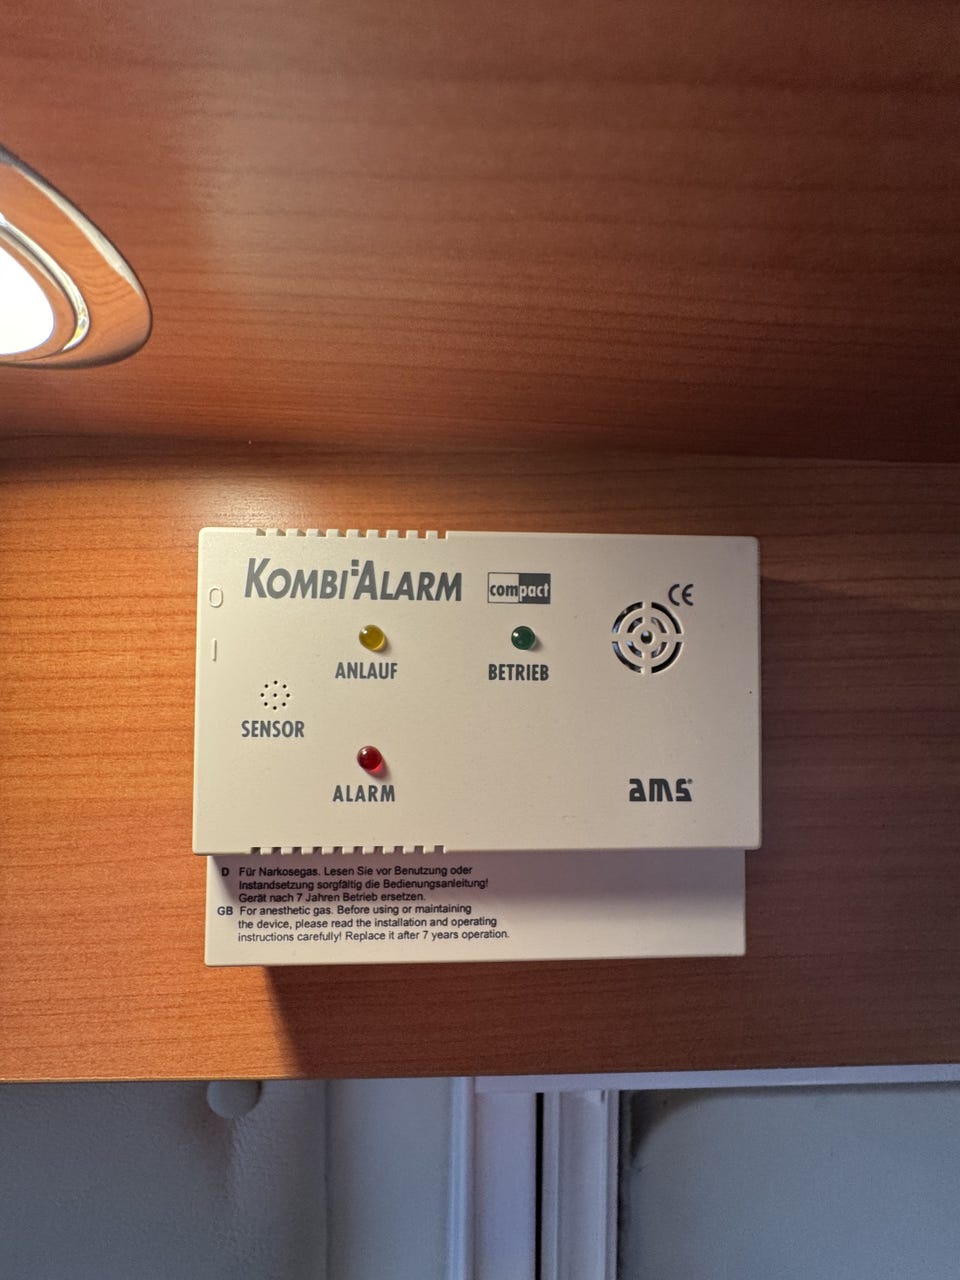 KOMBI ALARM compact
CE
O
I
ANLAUF
BETRIEB
SENSOR
ALARM
ams
D Für Narkosegas. Lesen Sie vor Benutzung oder
Instandsetzung sorgfältig die Bedienungsanleitung!
Gerät nach 7 Jahren Betrieb ersetzen.
GB For anesthetic gas. Before using or maintaining
the device, please read the installation and operating
instructions carefully! Replace it after 7 years operation.